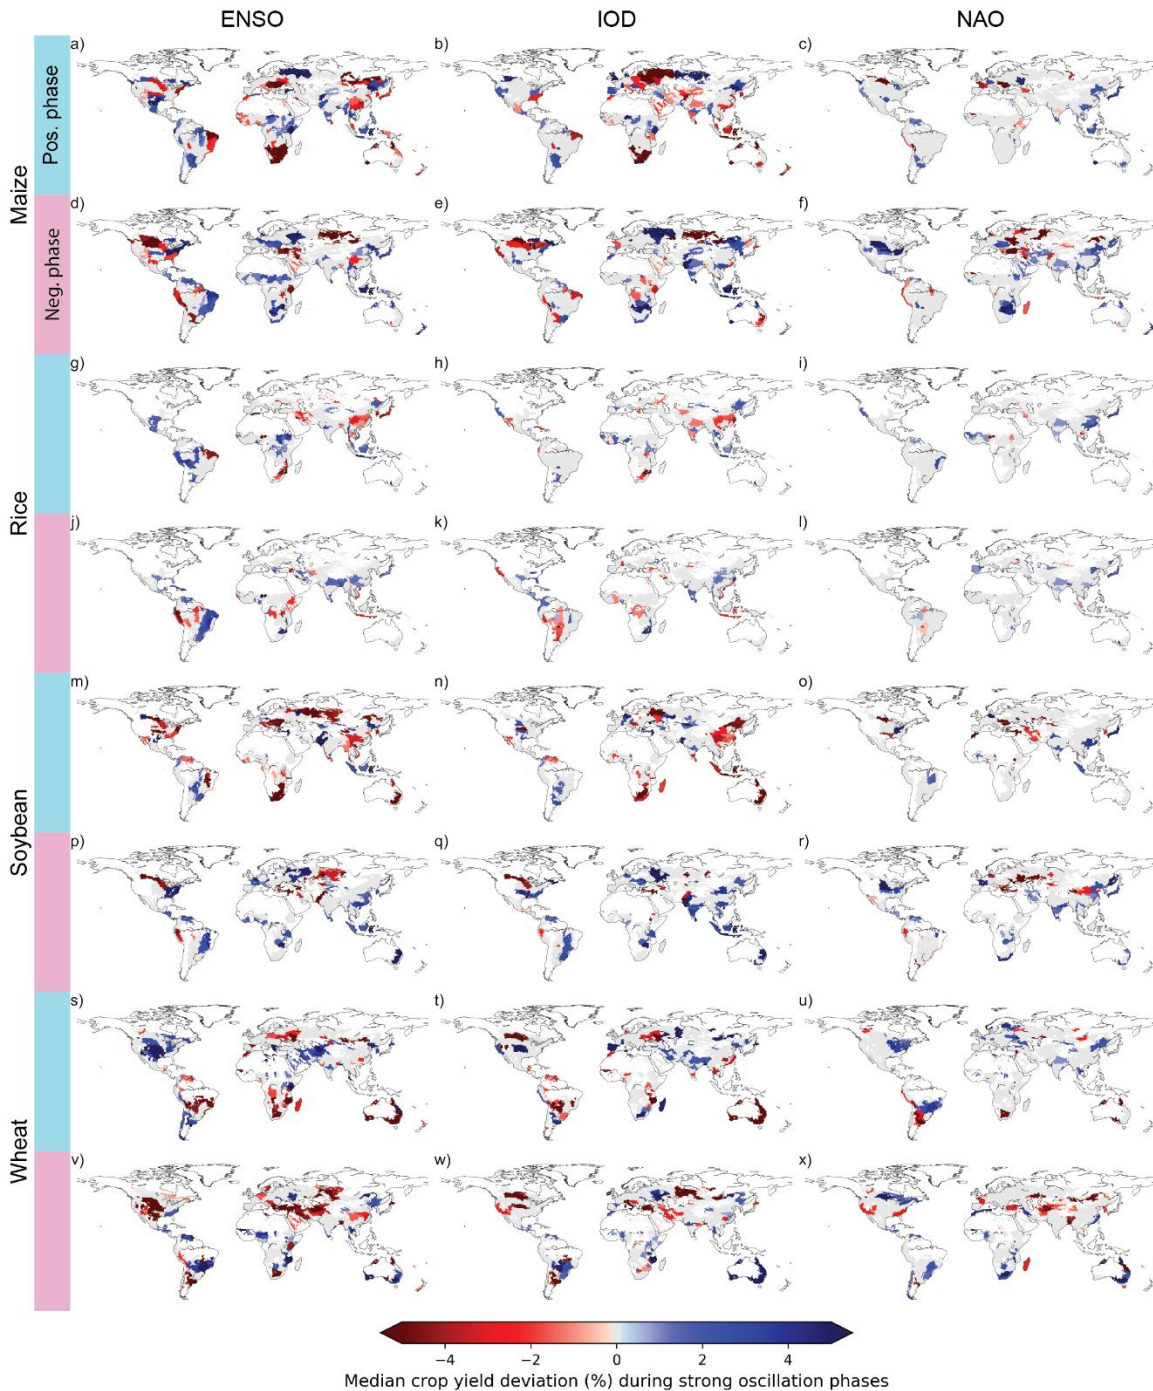 ENSO IOD NAO
a) b) c)
Maize
Pos. phase
d) e) f)
Neg. phase
g) h) i)
Rice
j) k) l)
m) n) o)
Soybean
p) q) r)
s) t) u)
Wheat
v) w) x)
−4 −2 0 2 4
Median crop yield deviation (%) during strong oscillation phases